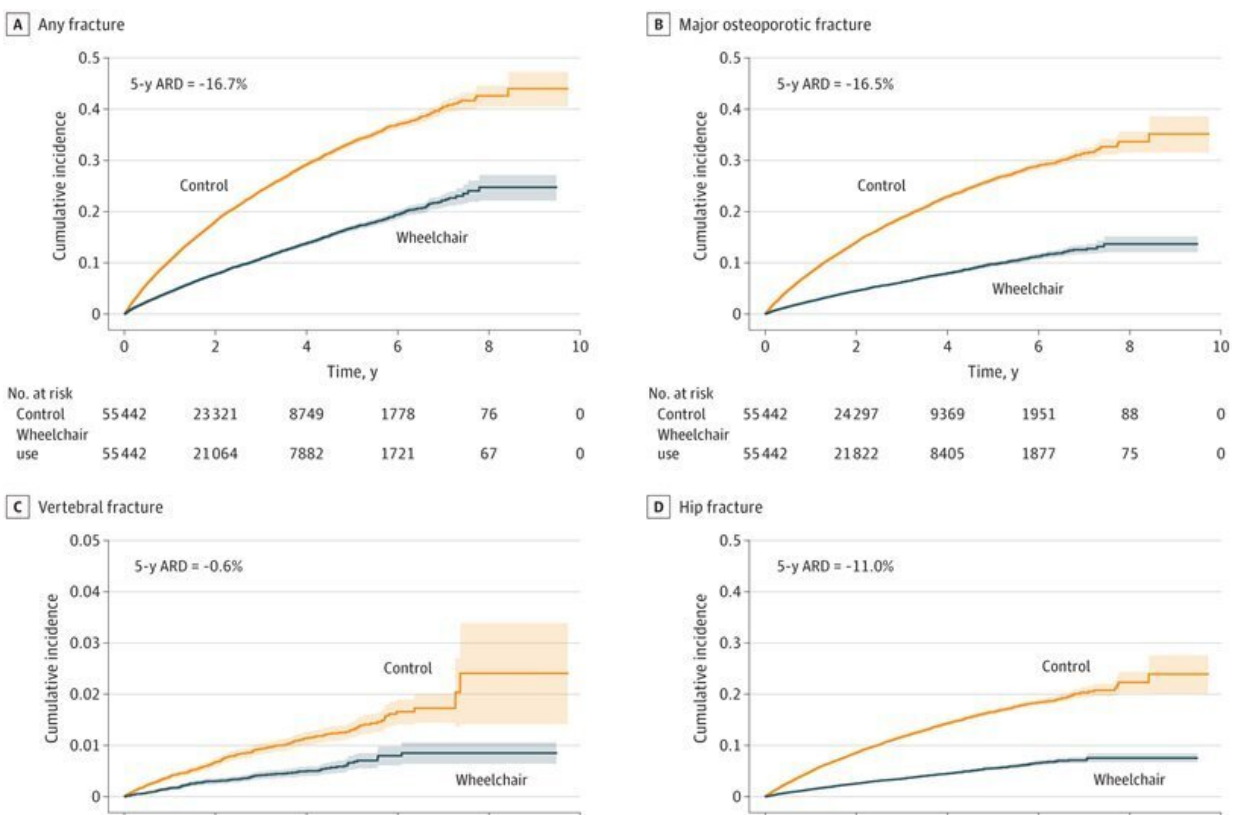 A Any fracture
0.5
5-y ARD = -16.7%
0.4
0.3
Control
0.2
Wheelchair
0.1
0
Cumulative incidence
0 2 4 6 8 10
Time, y
No. at risk
Control 55442 23321 8749 1778 76 0
Wheelchair
use 55442 21064 7882 1721 67 0
B Major osteoporotic fracture
0.5
5-y ARD = -16.5%
0.4
0.3
Control
0.2
0.1
Wheelchair
0
Cumulative incidence
0 2 4 6 8 10
Time, y
No. at risk
Control 55442 24297 9369 1951 88 0
Wheelchair
use 55442 21822 8405 1877 75 0
C Vertebral fracture
0.05
5-y ARD = -0.6%
0.04
0.03
Control
0.02
0.01
Wheelchair
0
Cumulative incidence
D Hip fracture
0.5
5-y ARD = -11.0%
0.4
0.3
Control
0.2
0.1
Wheelchair
0
Cumulative incidence